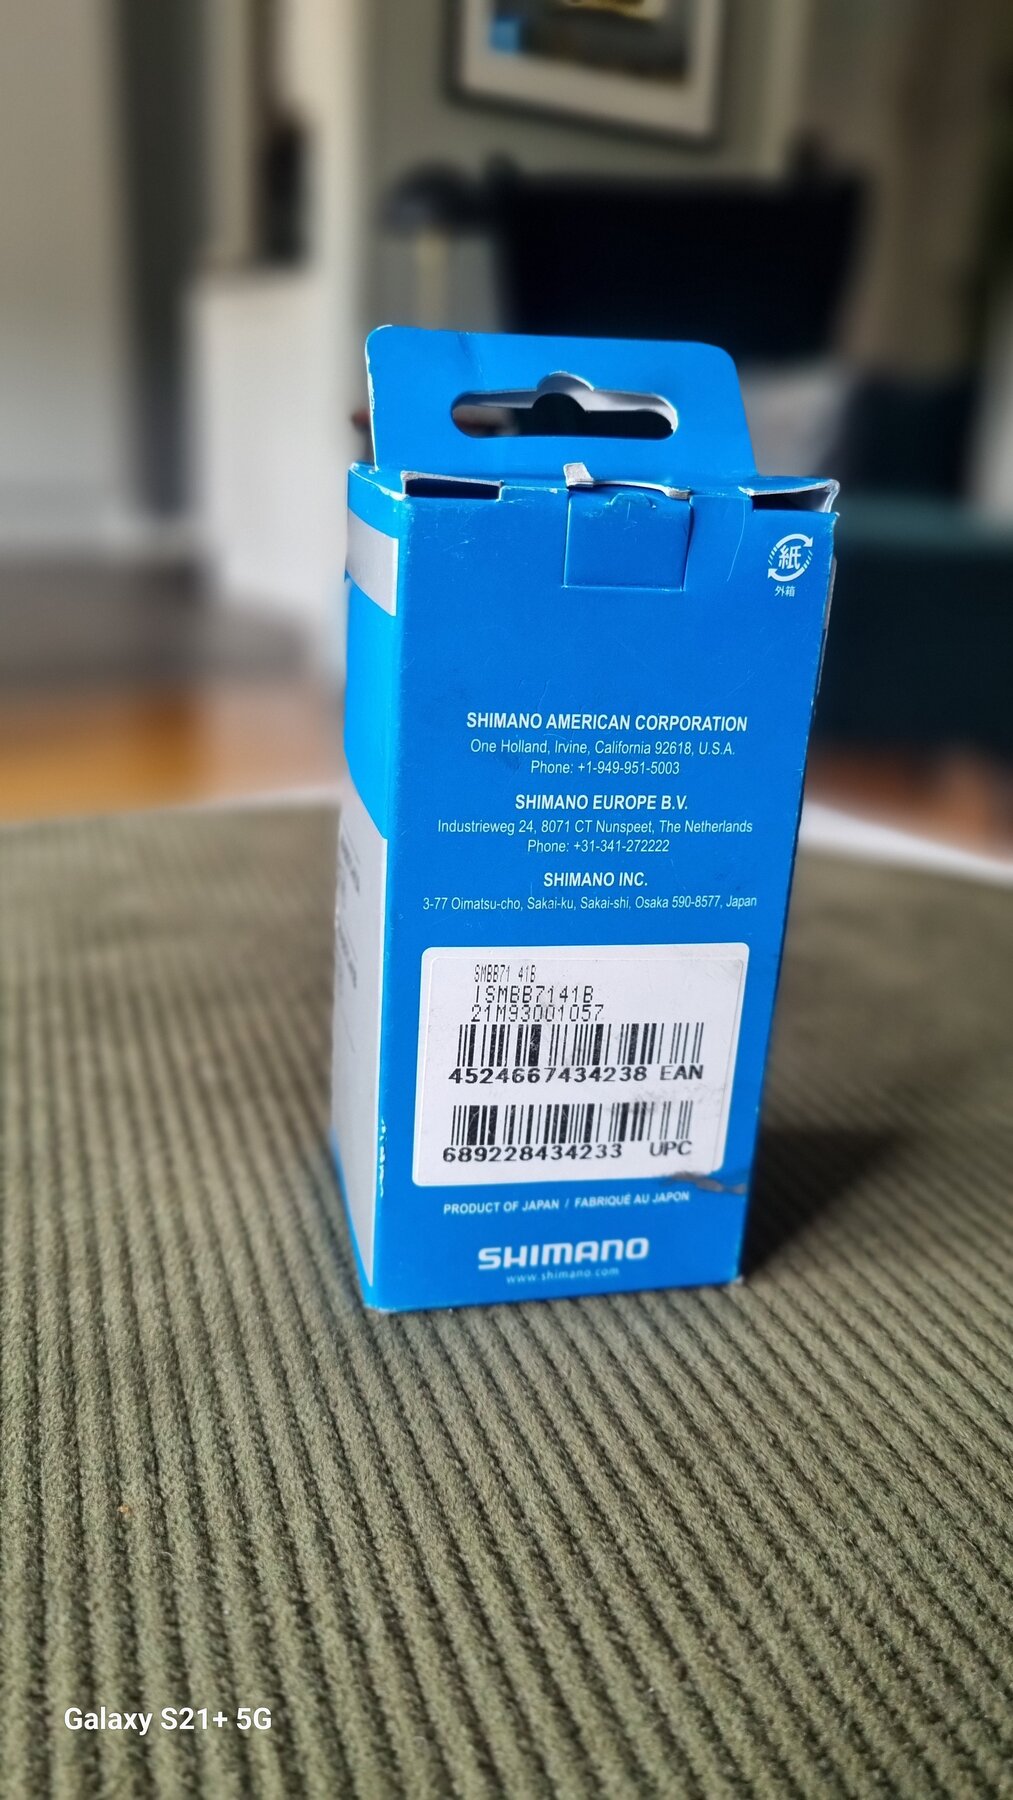 紙
外箱
SHIMANO AMERICAN CORPORATION
One Holland, Irvine, California 92618, U.S.A.
Phone: +1-949-951-5003
SHIMANO EUROPE B.V.
Industrieweg 24, 8071 CT Nunspeet, The Netherlands
Phone: +31-341-272222
SHIMANO INC.
3-77 Oimatsu-cho, Sakai-ku, Sakai-shi, Osaka 590-8577, Japan
SMBB71 41B
ISMBB7141B
21M93001057
4524667434238 EAN
689228434233 UPC
PRODUCT OF JAPAN / FABRIQUÉ AU JAPON
SHIMANO
www.shimano.com
Galaxy S21+ 5G